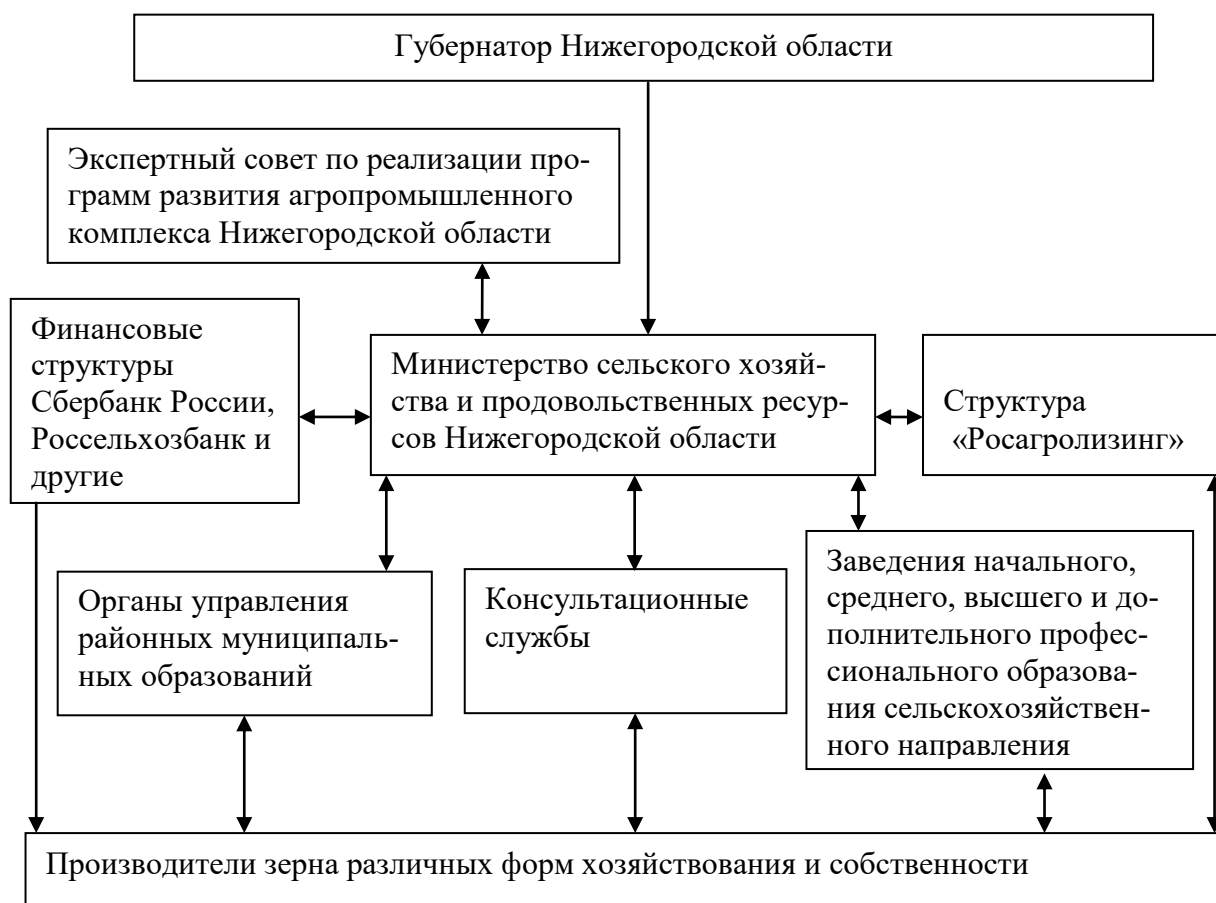 Губернатор Нижегородской области
Экспертный совет по реализации про-
грамм развития агропромышленного
комплекса Нижегородской области
Финансовые
структуры
Сбербанк России,
Россельхозбанк и
другие
Министерство сельского хозяй-
ства и продовольственных ресур-
сов Нижегородской области
Структура
«Росагролизинг»
Органы управления
районных муниципаль-
ных образований
Консультационные
службы
Заведения начального,
среднего, высшего и до-
полнительного профес-
сионального образова-
ния сельскохозяйствен-
ного направления
Производители зерна различных форм хозяйствования и собственности